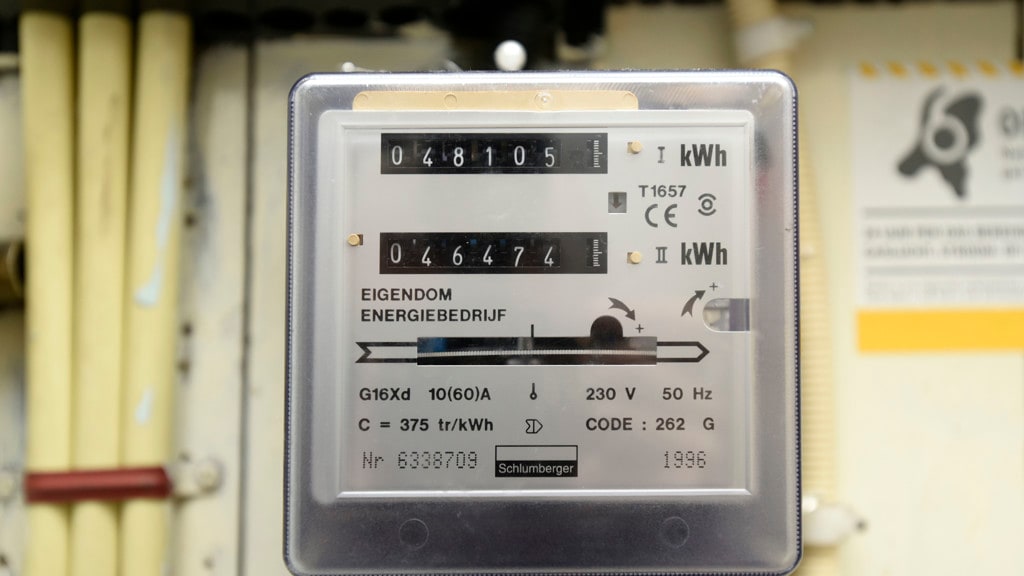 048105 I kWh
T1657
CE
046474 II kWh
EIGENDOM
ENERGIEBEDRIJF
+ +
G16Xd 10(60)A 230 V 50 Hz
C = 375 tr/kWh CODE : 262 G
Nr 6338709 Schlumberger 1996